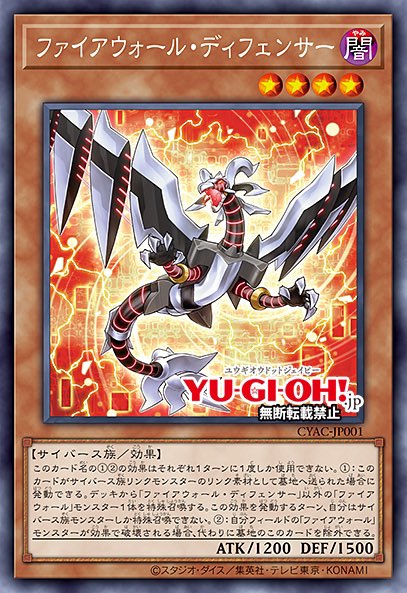 ファイアウォール・ディフェンサー
やみ
闇
ユウギオウドットジェイピー
YU-GI-OH!.jp
無断転載禁止
CYAC-JP001
【サイバース族/効果】
このカード名の①②の効果はそれぞれ1ターンに1度しか使用できない。①:この
カードがサイバース族リンクモンスターのリンク素材として墓地へ送られた場合に
発動できる。デッキから「ファイアウォール・ディフェンサー」以外の「ファイア
ウォール」モンスター1体を特殊召喚する。この効果を発動するターン、自分はサイ
バース族モンスターしか特殊召喚できない。②:自分フィールドの「ファイアウォール」
モンスターが効果で破壊される場合、代わりに墓地のこのカードを除外できる。
ATK/1200 DEF/1500
©スタジオ・ダイス/集英社・テレビ東京・KONAMI